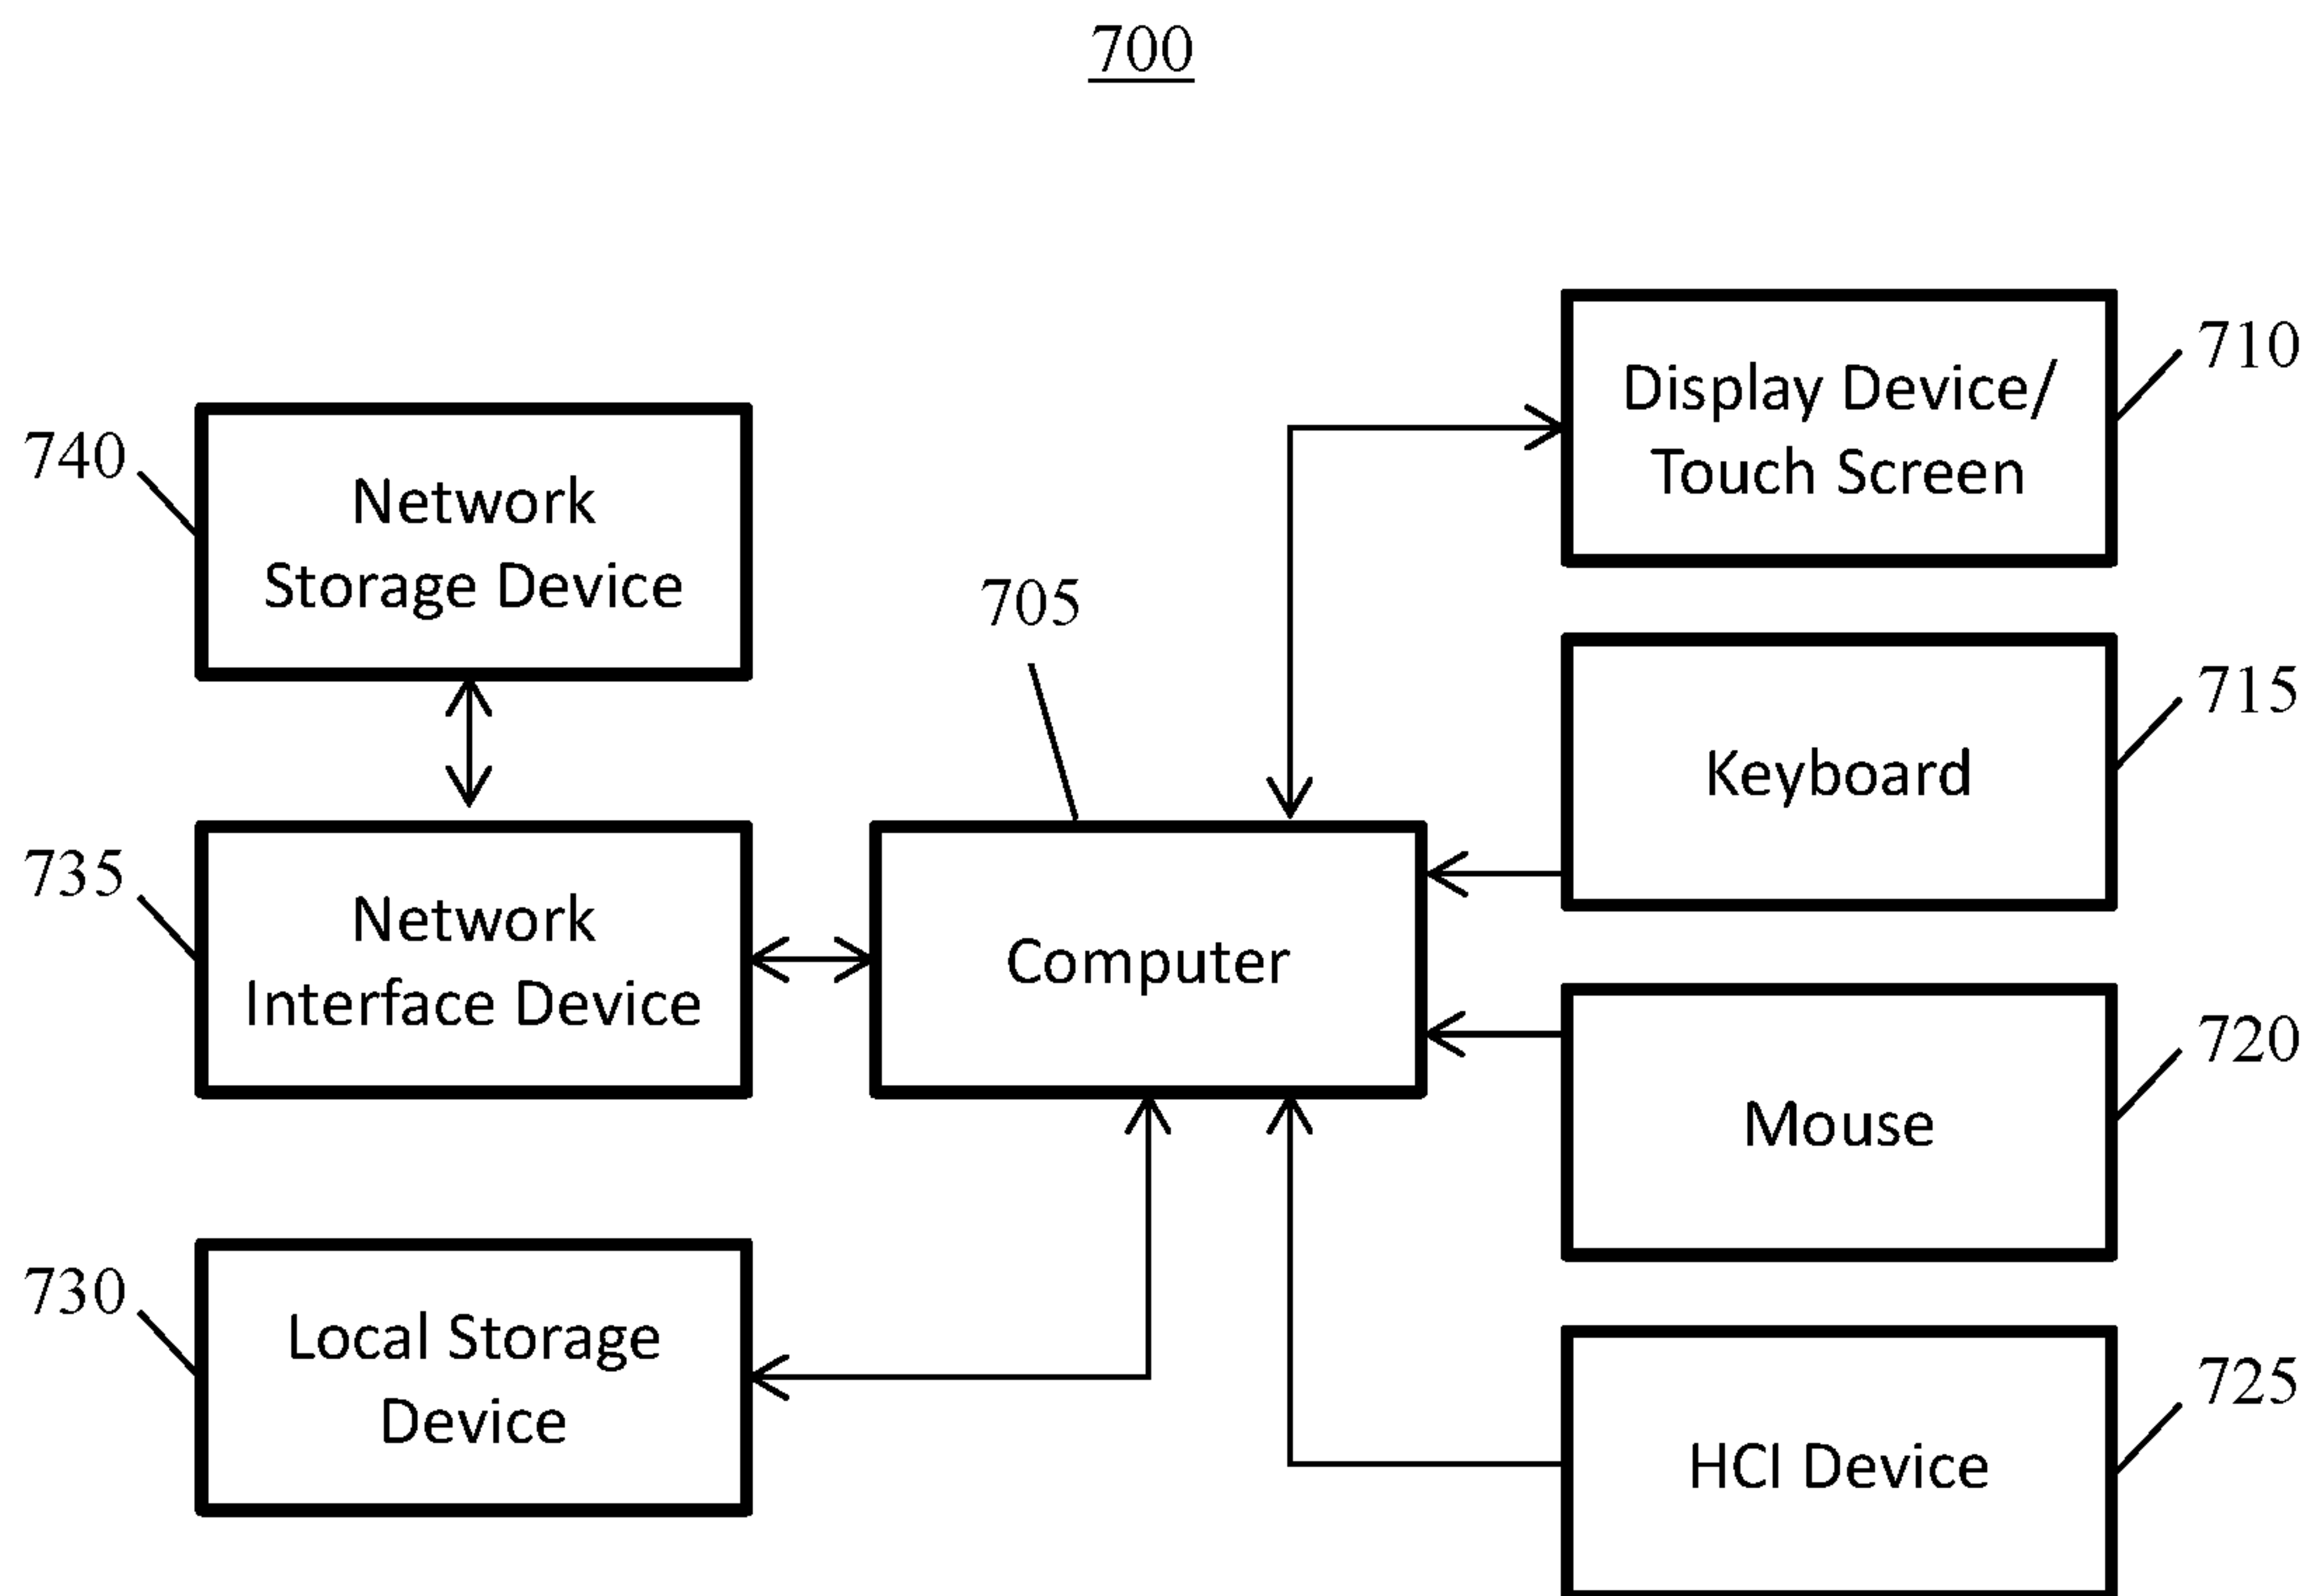 700
Display Device/
Touch Screen
710
740
Network
Storage Device
705
Keyboard
715
735
Network
Interface Device
Computer
Mouse
720
730
Local Storage
Device
HCI Device
725